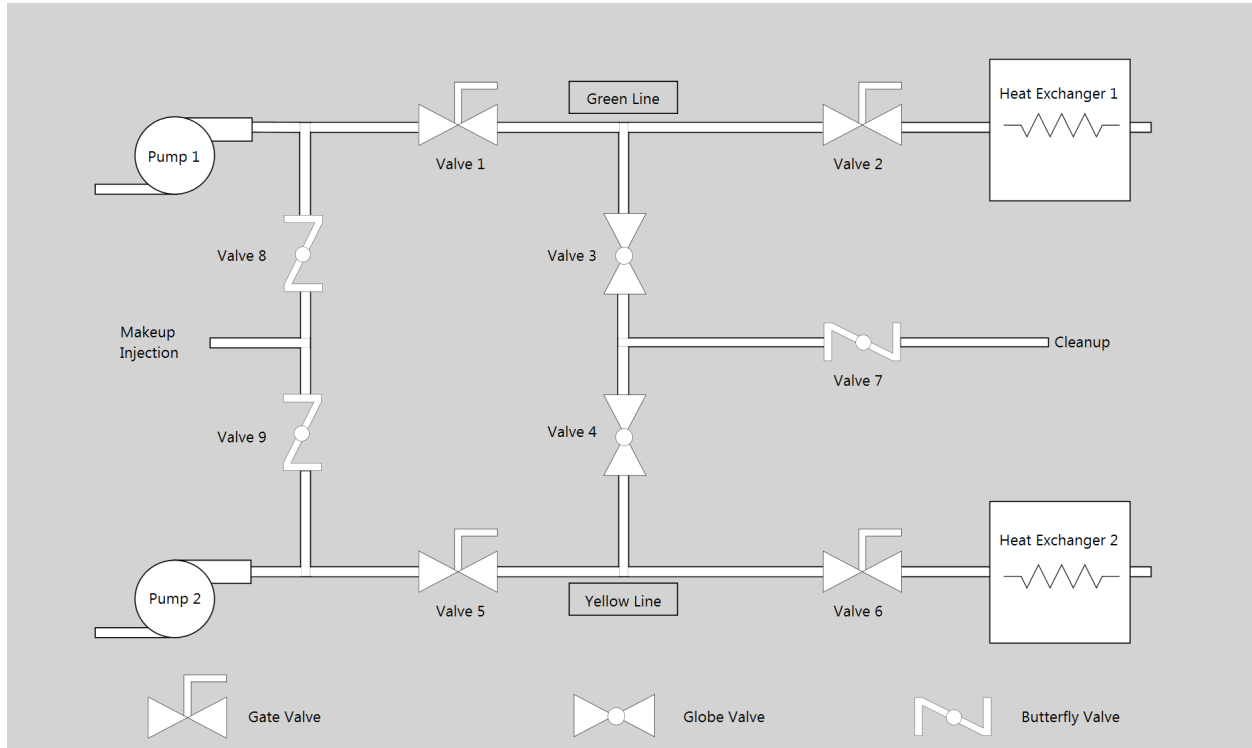 Green Line
Heat Exchanger 1
Pump 1
Valve 1
Valve 2
Valve 8
Valve 3
Makeup
Injection
Cleanup
Valve 7
Valve 9
Valve 4
Heat Exchanger 2
Pump 2
Valve 5
Yellow Line
Valve 6
Gate Valve
Globe Valve
Butterfly Valve